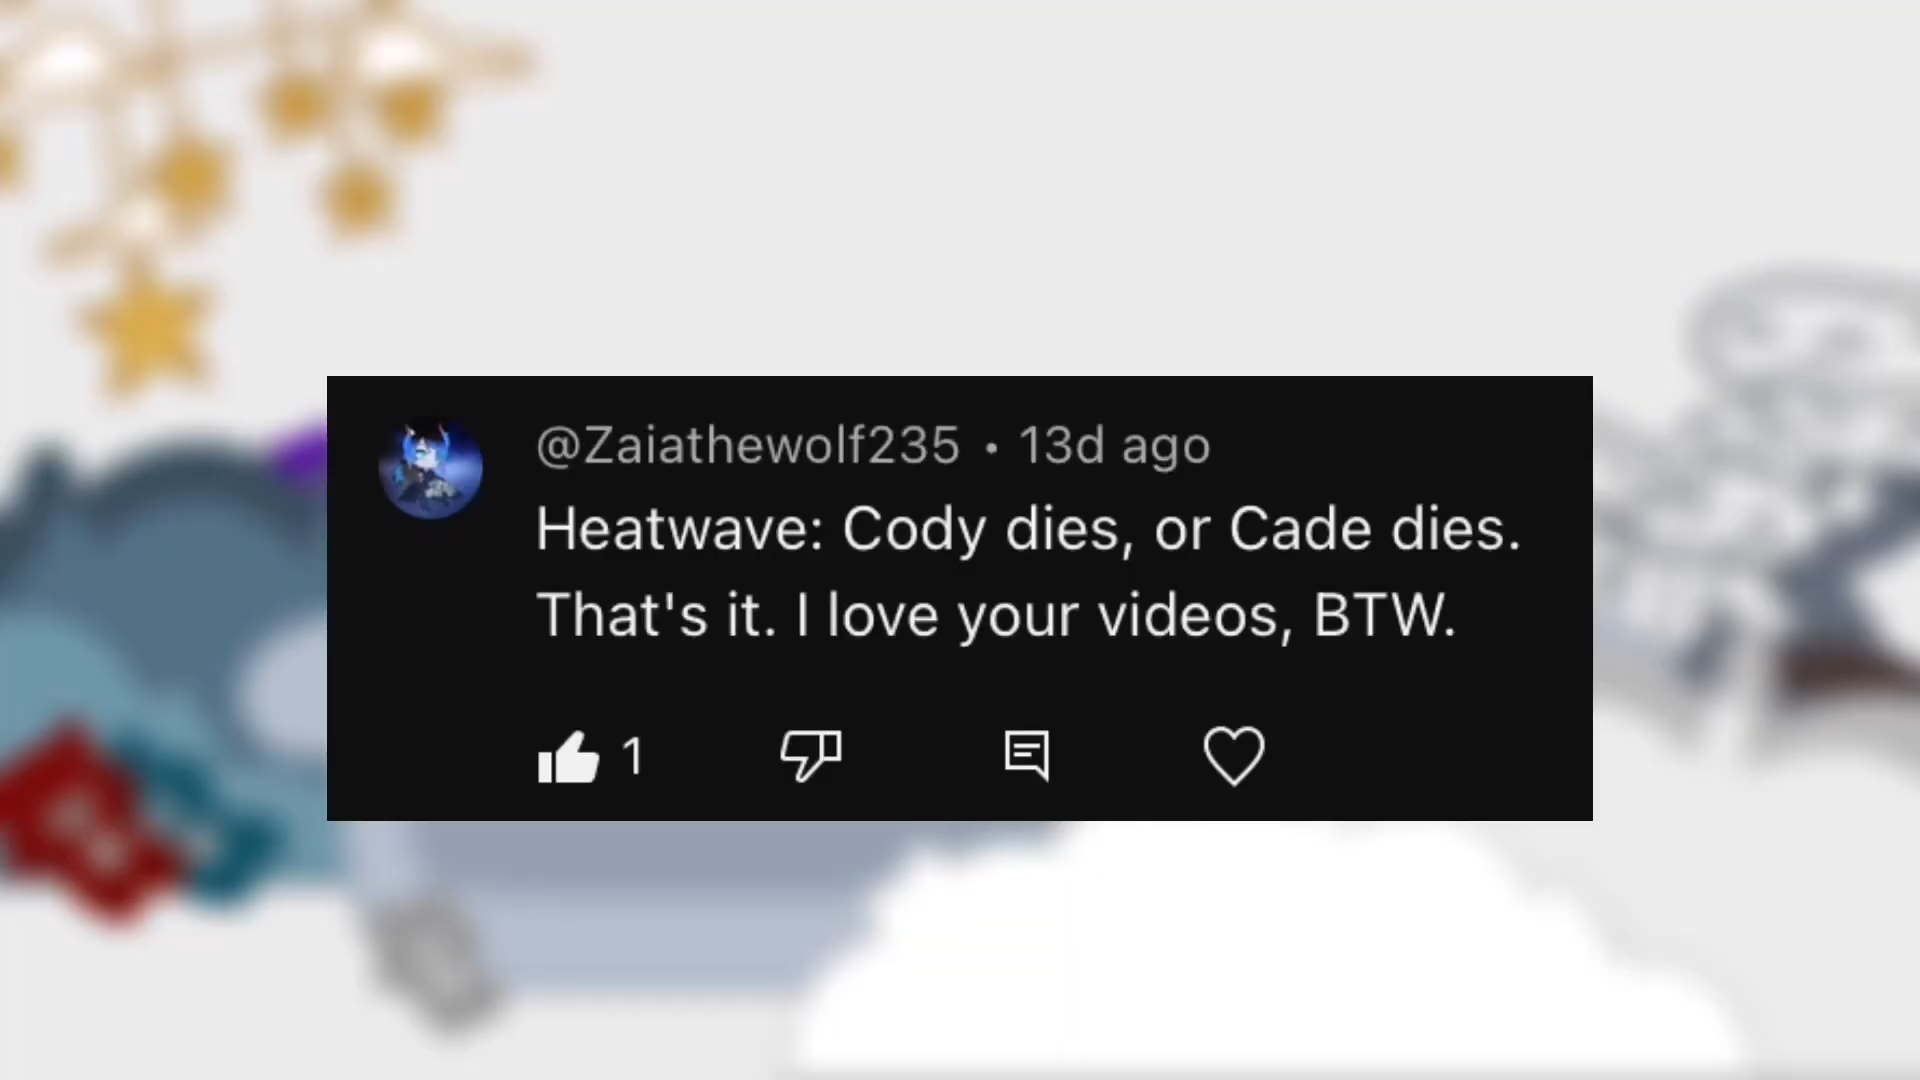 @Zaiathewolf235 • 13d ago
Heatwave: Cody dies, or Cade dies.
That's it. I love your videos, BTW.
1